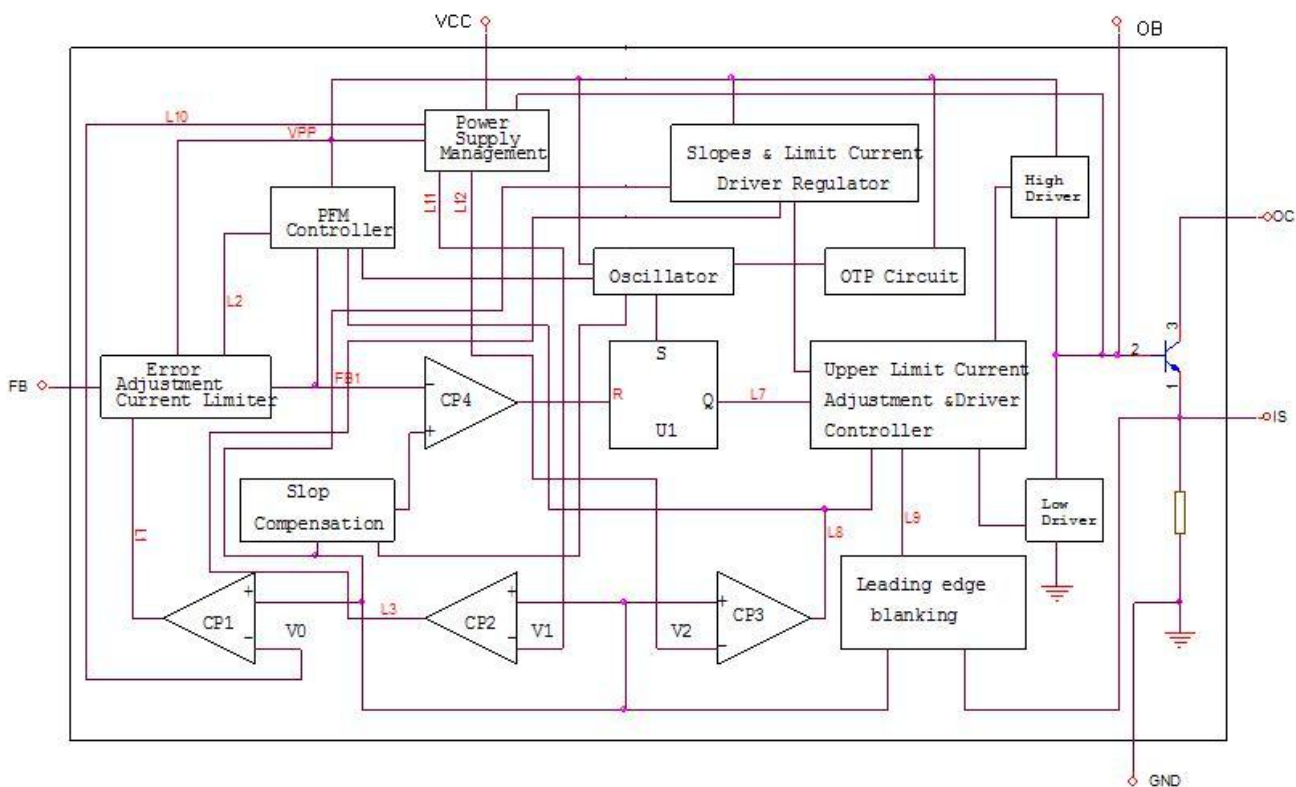 VCC
OB
L10
VPP
Power
Supply
Management
L11
L12
Slopes & Limit Current
Driver Regulator
High
Driver
PFM
Controller
OC
L2
Oscillator
OTP Circuit
3
2
1
FB
Error
Adjustment
Current Limiter
FB1
−
CP4
+
S
R
Q
U1
L7
Upper Limit Current
Adjustment &Driver
Controller
IS
Slop
Compensation
L1
L8
L9
Low
Driver
+
CP1
−
V0
L3
+
CP2
−
V1
V2
+
CP3
−
Leading edge
blanking
GND